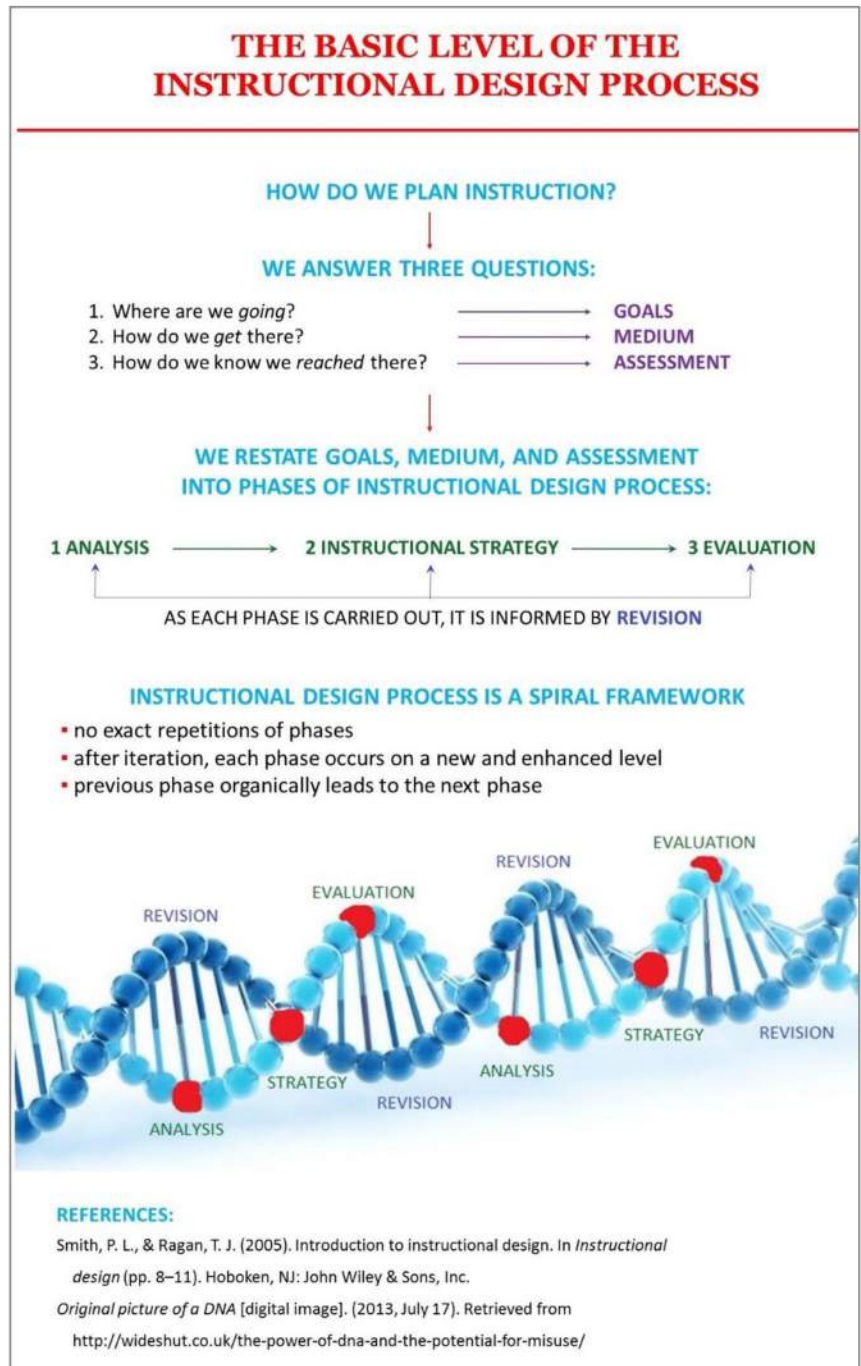 THE BASIC LEVEL OF THE
INSTRUCTIONAL DESIGN PROCESS
HOW DO WE PLAN INSTRUCTION?
WE ANSWER THREE QUESTIONS:
1. Where are we going? GOALS
2. How do we get there? MEDIUM
3. How do we know we reached there? ASSESSMENT
WE RESTATE GOALS, MEDIUM, AND ASSESSMENT
INTO PHASES OF INSTRUCTIONAL DESIGN PROCESS:
1 ANALYSIS 2 INSTRUCTIONAL STRATEGY 3 EVALUATION
AS EACH PHASE IS CARRIED OUT, IT IS INFORMED BY REVISION
INSTRUCTIONAL DESIGN PROCESS IS A SPIRAL FRAMEWORK
▪ no exact repetitions of phases
▪ after iteration, each phase occurs on a new and enhanced level
▪ previous phase organically leads to the next phase
REVISION
EVALUATION
REVISION
EVALUATION
ANALYSIS
STRATEGY
REVISION
ANALYSIS
STRATEGY
REVISION
REFERENCES:
Smith, P. L., & Ragan, T. J. (2005). Introduction to instructional design. In Instructional
design (pp. 8–11). Hoboken, NJ: John Wiley & Sons, Inc.
Original picture of a DNA [digital image]. (2013, July 17). Retrieved from
http://wideshut.co.uk/the-power-of-dna-and-the-potential-for-misuse/